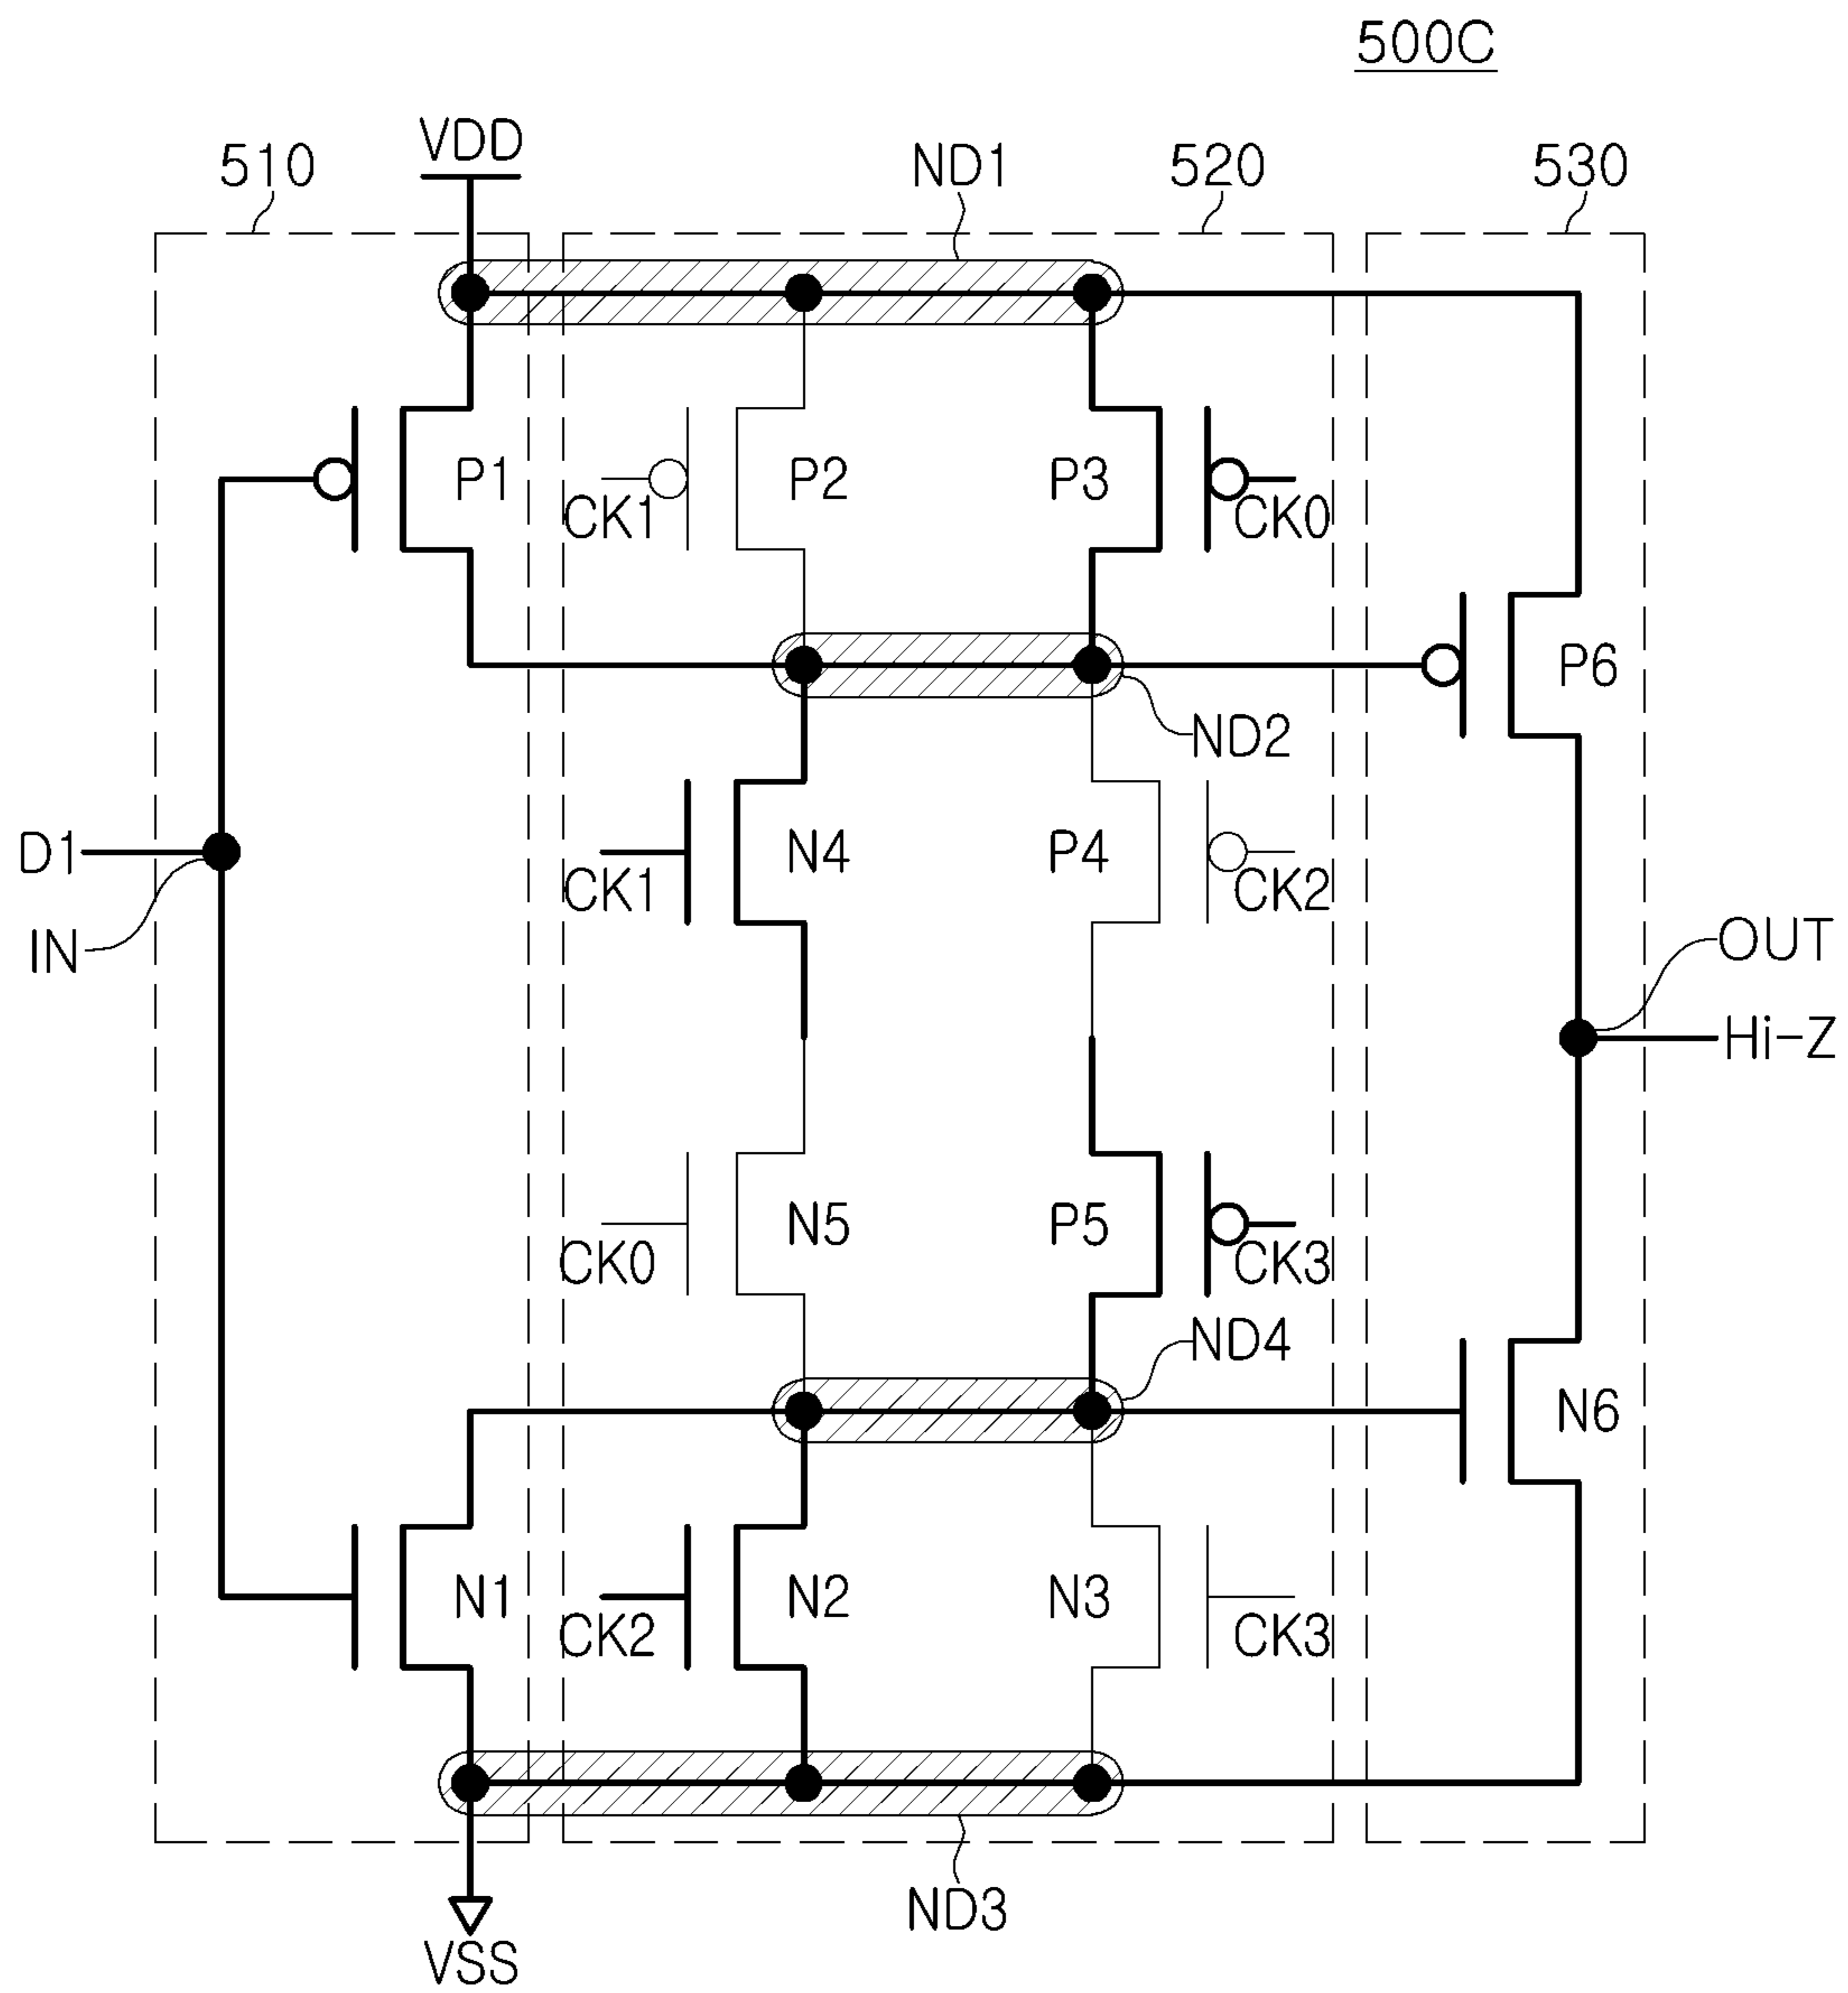 500C
VDD
510
ND1
520
530
P1
P2
P3
CK1
CK0
P6
ND2
D1
N4
P4
CK1
CK2
IN
OUT
Hi-Z
N5
P5
CK0
CK3
ND4
N6
N1
N2
N3
CK2
CK3
ND3
VSS